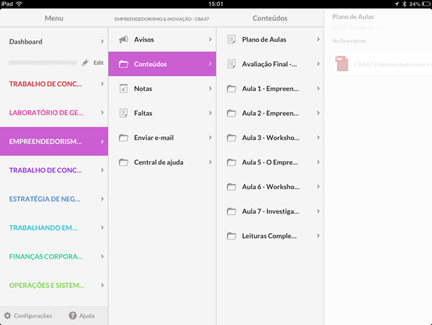 iPad
15:01
24%
Menu
EMPREENDEDORISMO & INOVAÇÃO - CBA47
Conteúdos
Plano de Aulas
Dashboard
Edit
TRABALHO DE CONC...
LABORATÓRIO DE GE...
EMPREENDEDORISM...
TRABALHO DE CONC...
ESTRATÉGIA DE NEG...
TRABALHANDO EM...
FINANÇAS CORPORA...
OPERAÇÕES E SISTEM...
Configurações
Ajuda
Avisos
Conteúdos
Notas
Faltas
Enviar e-mail
Central de ajuda
Plano de Aulas
Avaliação Final -...
Aula 1 - Empreen...
Aula 2 - Empreen...
Aula 3 - Worksho...
Aula 5 - O Empre...
Aula 6 - Worksho...
Aula 7 - Investiga...
Leituras Comple...
No Description
CBA47 Empreendedorismo e I